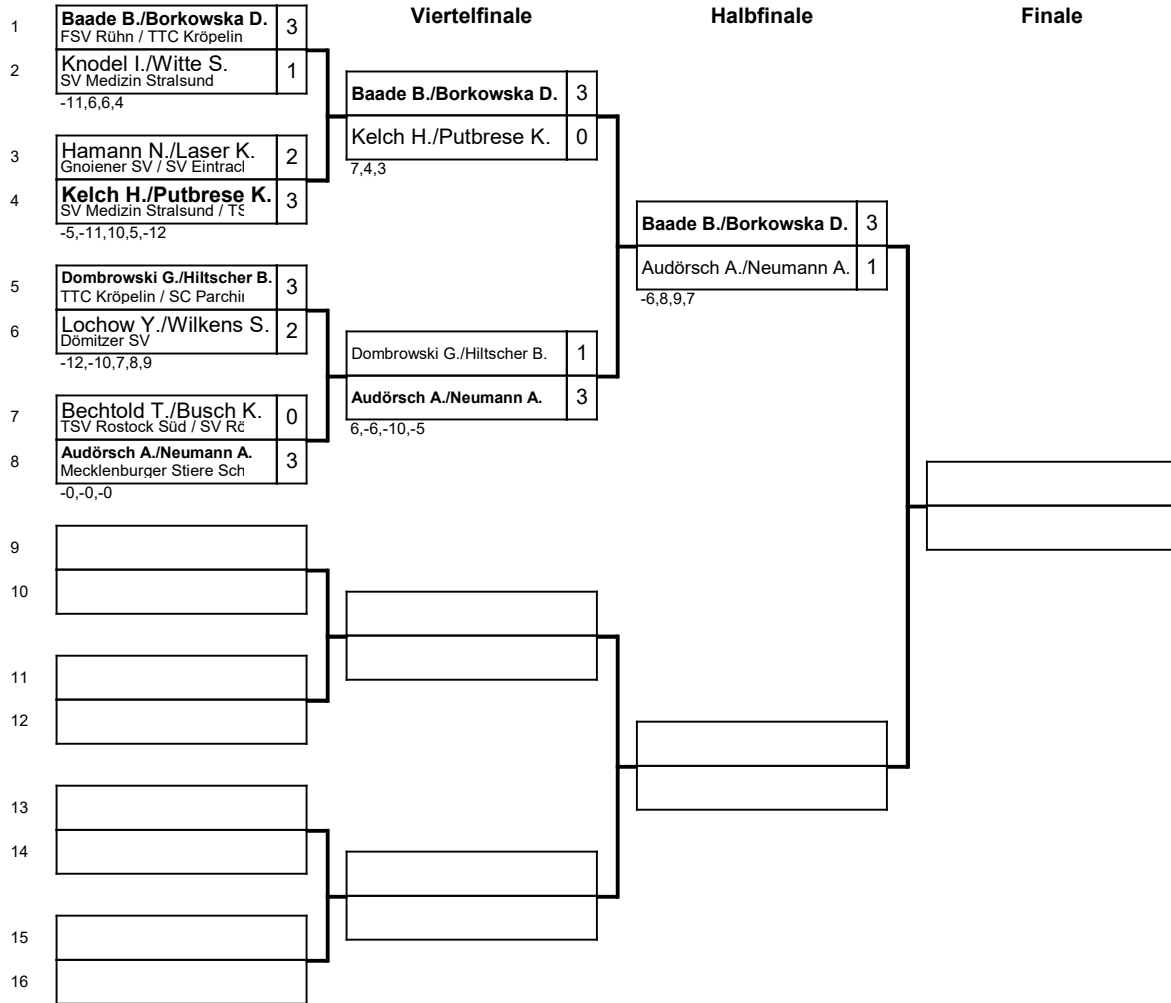 Viertelfinale Halbfinale Finale
1 Baade B./Borkowska D. 3
FSV Rühn / TTC Kröpelin
2 Knodel I./Witte S. 1
SV Medizin Stralsund
-11,6,6,4
Baade B./Borkowska D. 3
Kelch H./Putbrese K. 0
7,4,3
3 Hamann N./Laser K. 2
Gnoiener SV / SV Eintracl
4 Kelch H./Putbrese K. 3
SV Medizin Stralsund / TS
-5,-11,10,5,-12
Baade B./Borkowska D. 3
Audörsch A./Neumann A. 1
-6,8,9,7
5 Dombrowski G./Hiltscher B. 3
TTC Kröpelin / SC Parchir
6 Lochow Y./Wilkens S. 2
Dömitzer SV
-12,-10,7,8,9
Dombrowski G./Hiltscher B. 1
Audörsch A./Neumann A. 3
6,-6,-10,-5
7 Bechtold T./Busch K. 0
TSV Rostock Süd / SV Rö
8 Audörsch A./Neumann A. 3
Mecklenburger Stiere Sch
-0,-0,-0
9
10
11
12
13
14
15
16